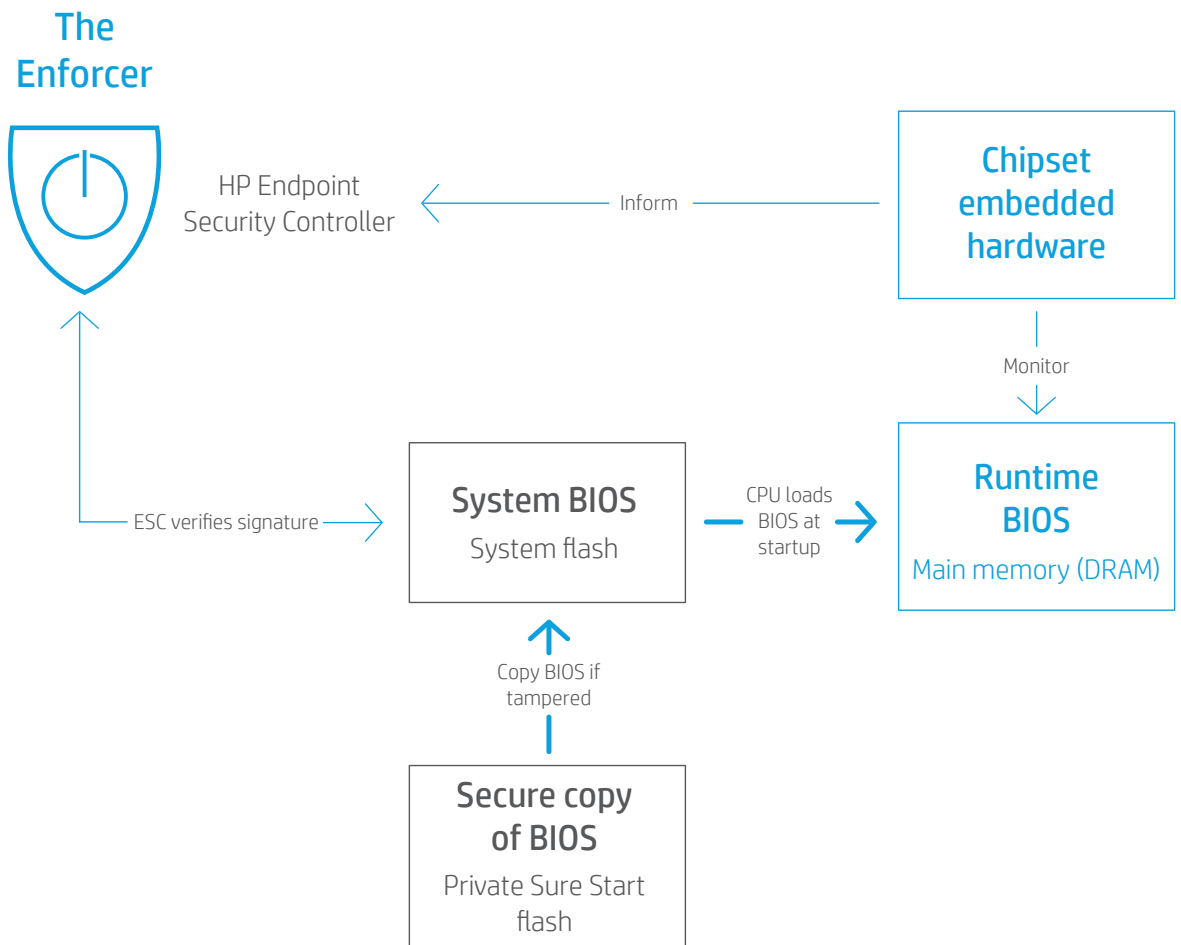 The
Enforcer
HP Endpoint
Security Controller
Inform
Chipset
embedded
hardware
Monitor
ESC verifies signature
System BIOS
System flash
CPU loads
BIOS at
startup
Runtime
BIOS
Main memory (DRAM)
Copy BIOS if
tampered
Secure copy
of BIOS
Private Sure Start
flash